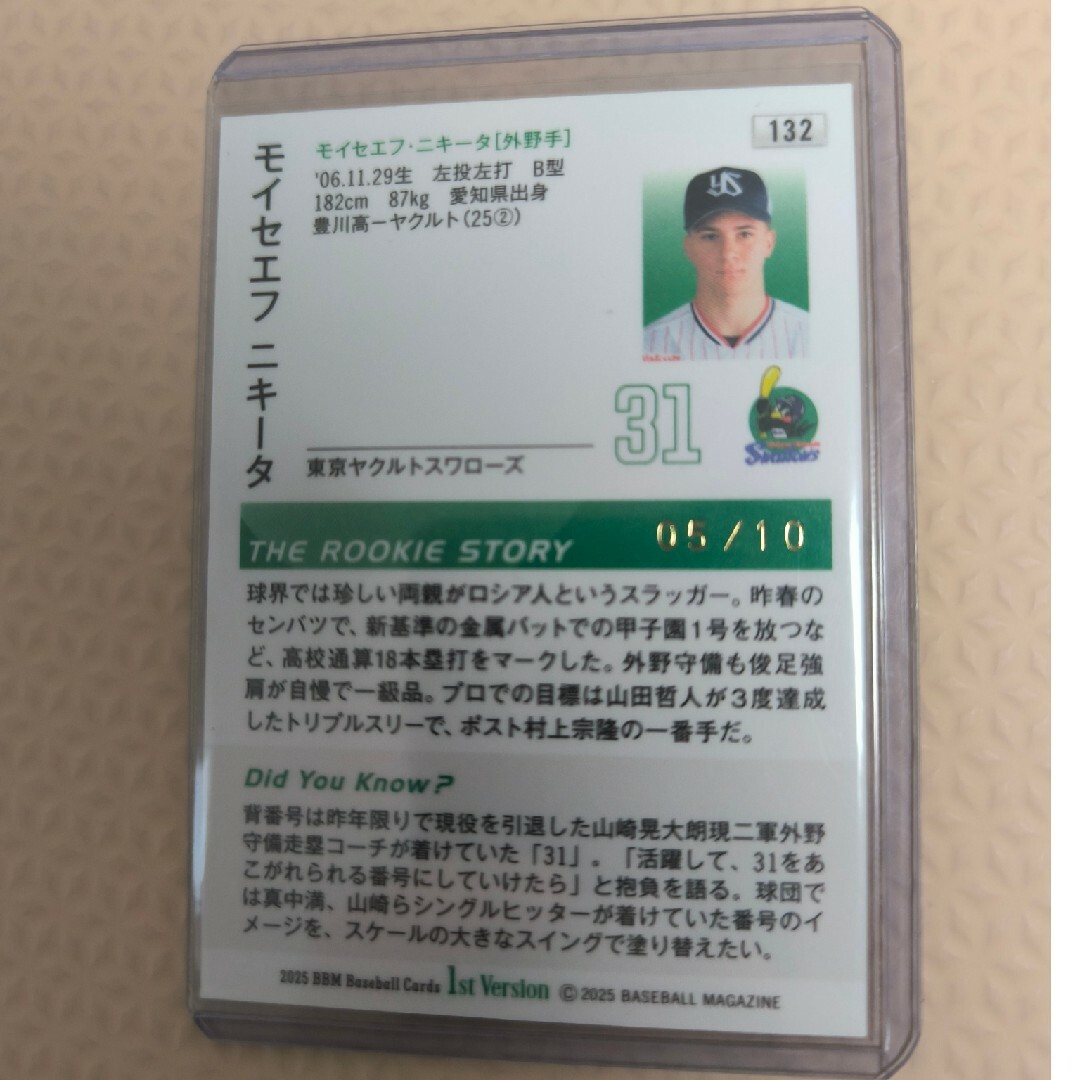 132
モイセエフ ニキータ
モイセエフ・ニキータ[外野手]
'06.11.29生 左投左打 B型
182cm 87kg 愛知県出身
豊川高ーヤクルト(25②)
YS
31
Swallows
東京ヤクルトスワローズ
THE ROOKIE STORY
05/10
球界では珍しい両親がロシア人というスラッガー。昨春の
センバツで、新基準の金属バットでの甲子園1号を放つな
ど、高校通算18本塁打をマークした。外野守備も俊足強
肩が自慢で一級品。プロでの目標は山田哲人が3度達成
したトリプルスリーで、ポスト村上宗隆の一番手だ。
Did You Know?
背番号は昨年限りで現役を引退した山崎晃大朗現二軍外野
守備走塁コーチが着けていた「31」。「活躍して、31をあ
こがれられる番号にしていけたら」と抱負を語る。球団で
は真中満、山崎らシングルヒッターが着けていた番号のイ
メージを、スケールの大きなスイングで塗り替えたい。
2025 BBM Baseball Cards 1st Version ©2025 BASEBALL MAGAZINE